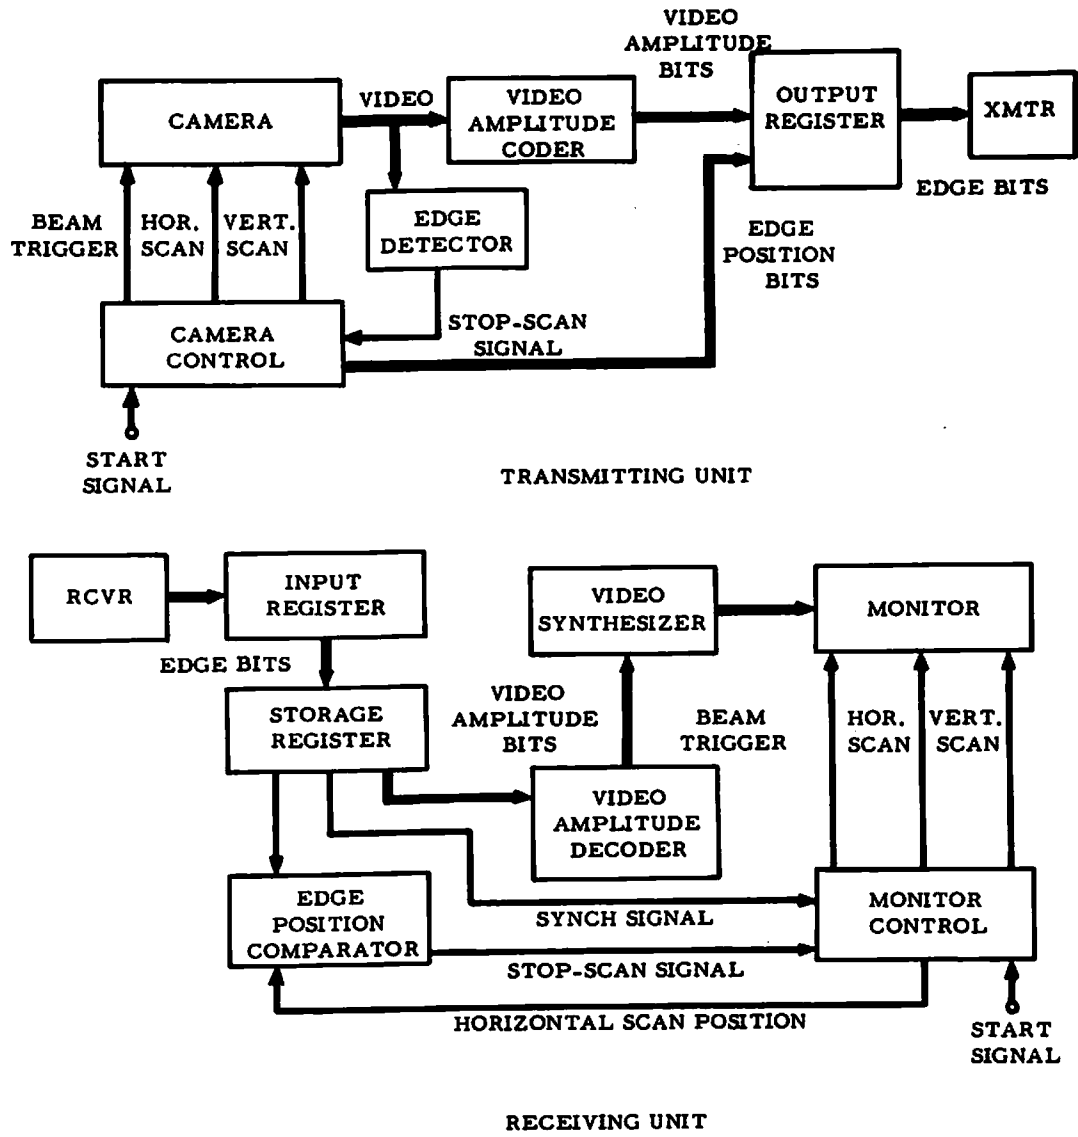 VIDEO
AMPLITUDE
BITS
CAMERA
VIDEO
VIDEO
AMPLITUDE
CODER
OUTPUT
REGISTER
XMTR
EDGE BITS
BEAM
TRIGGER
HOR.
SCAN
VERT.
SCAN
EDGE
DETECTOR
EDGE
POSITION
BITS
CAMERA
CONTROL
STOP-SCAN
SIGNAL
START
SIGNAL
TRANSMITTING UNIT
RCVR
INPUT
REGISTER
EDGE BITS
STORAGE
REGISTER
VIDEO
SYNTHESIZER
MONITOR
VIDEO
AMPLITUDE
BITS
BEAM
TRIGGER
HOR.
SCAN
VERT.
SCAN
VIDEO
AMPLITUDE
DECODER
EDGE
POSITION
COMPARATOR
MONITOR
CONTROL
SYNCH SIGNAL
STOP-SCAN SIGNAL
HORIZONTAL SCAN POSITION
START
SIGNAL
RECEIVING UNIT